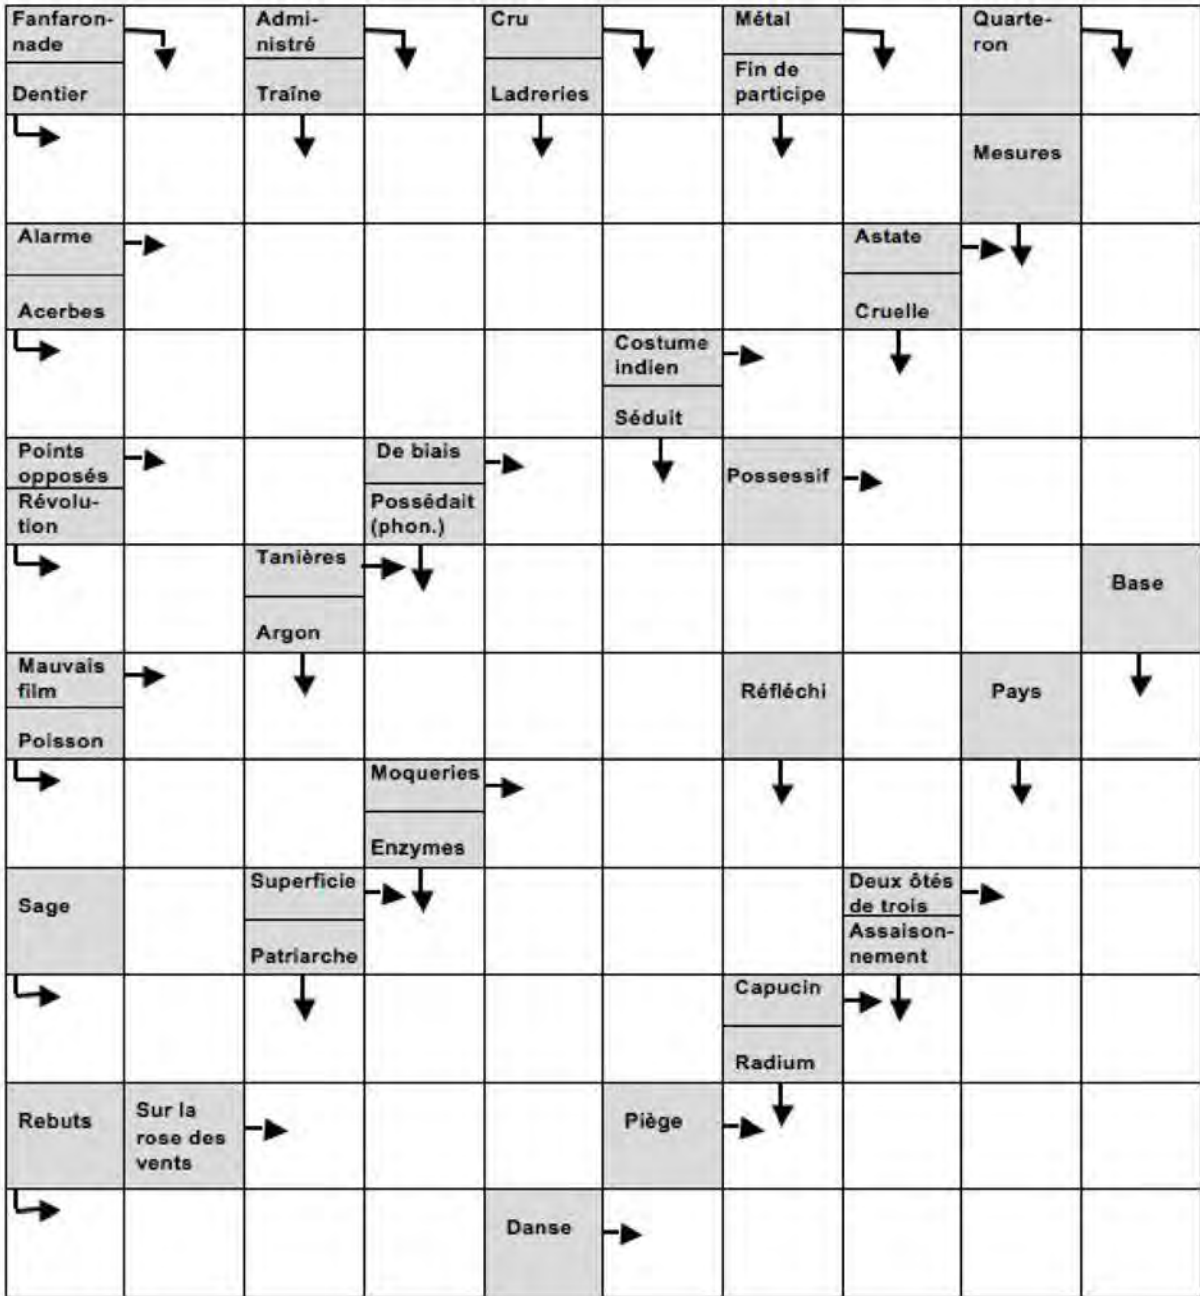 Fanfaron-
nade
Dentier
Admi-
nistré
Traîne
Cru
Ladreries
Métal
Fin de
participe
Quarte-
ron
Mesures
Alarme
Acerbes
Astate
Cruelle
Costume
indien
Séduit
Points
opposés
Révolu-
tion
De biais
Possédait
(phon.)
Possessif
Tanières
Argon
Base
Mauvais
film
Poisson
Réfléchi
Pays
Moqueries
Enzymes
Sage
Superficie
Patriarche
Deux ôtés
de trois
Assaison-
nement
Capucin
Radium
Rebuts
Sur la
rose des
vents
Piège
Danse